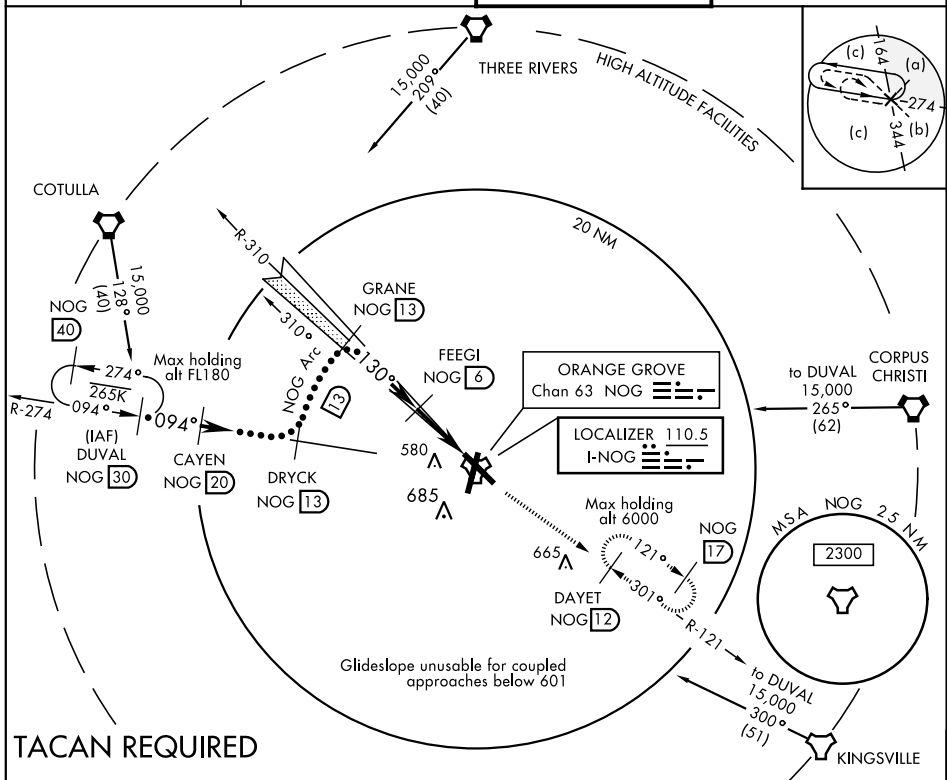 15,000
209°
(40)
THREE RIVERS
HIGH ALTITUDE FACILITIES
(c)
164
(a)
274
(c)
344
(b)
COTULLA
20 NM
R-310
15,000
128°
(40)
NOG
40
310°
GRANE
NOG 13
Max holding
alt FL180
NOG Arc
13
130°
FEEGI
NOG 6
ORANGE GROVE
Chan 63 NOG
CORPUS
CHRISTI
to DUVAL
15,000
265°
(62)
274°
265K
094°
R-274
094°
(IAF)
DUVAL
NOG 30
CAYEN
NOG 20
DRYCK
NOG 13
LOCALIZER 110.5
I-NOG
580
685
Max holding
alt 6000
NOG
17
665
121°
301°
DAYET
NOG 12
R-121
MSA NOG 25 NM
2300
Glideslope unusable for coupled
approaches below 601
to DUVAL
15,000
300°
(51)
TACAN REQUIRED
KINGSVILLE